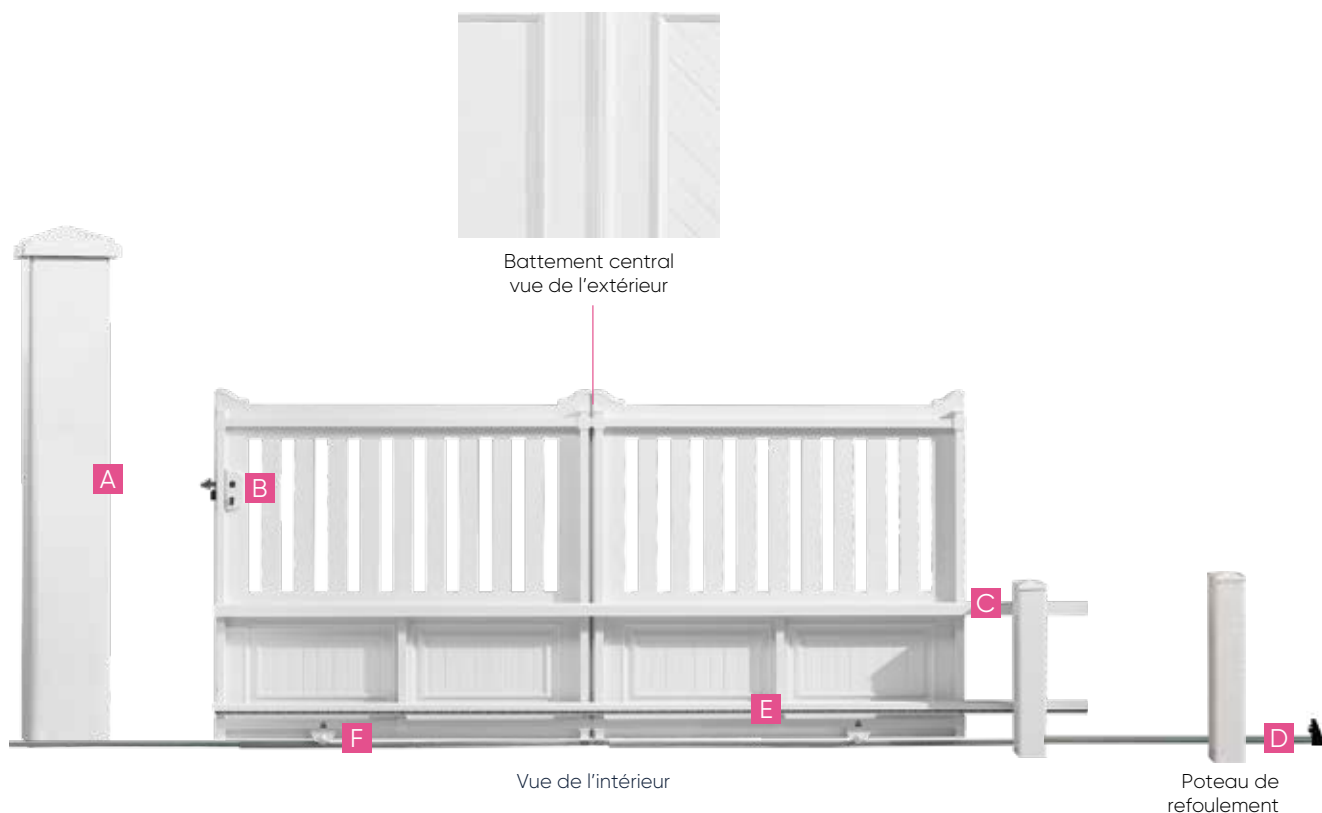 Battement central
vue de l'extérieur
A
B
C
E
F
D
Vue de l'intérieur
Poteau de
refoulement